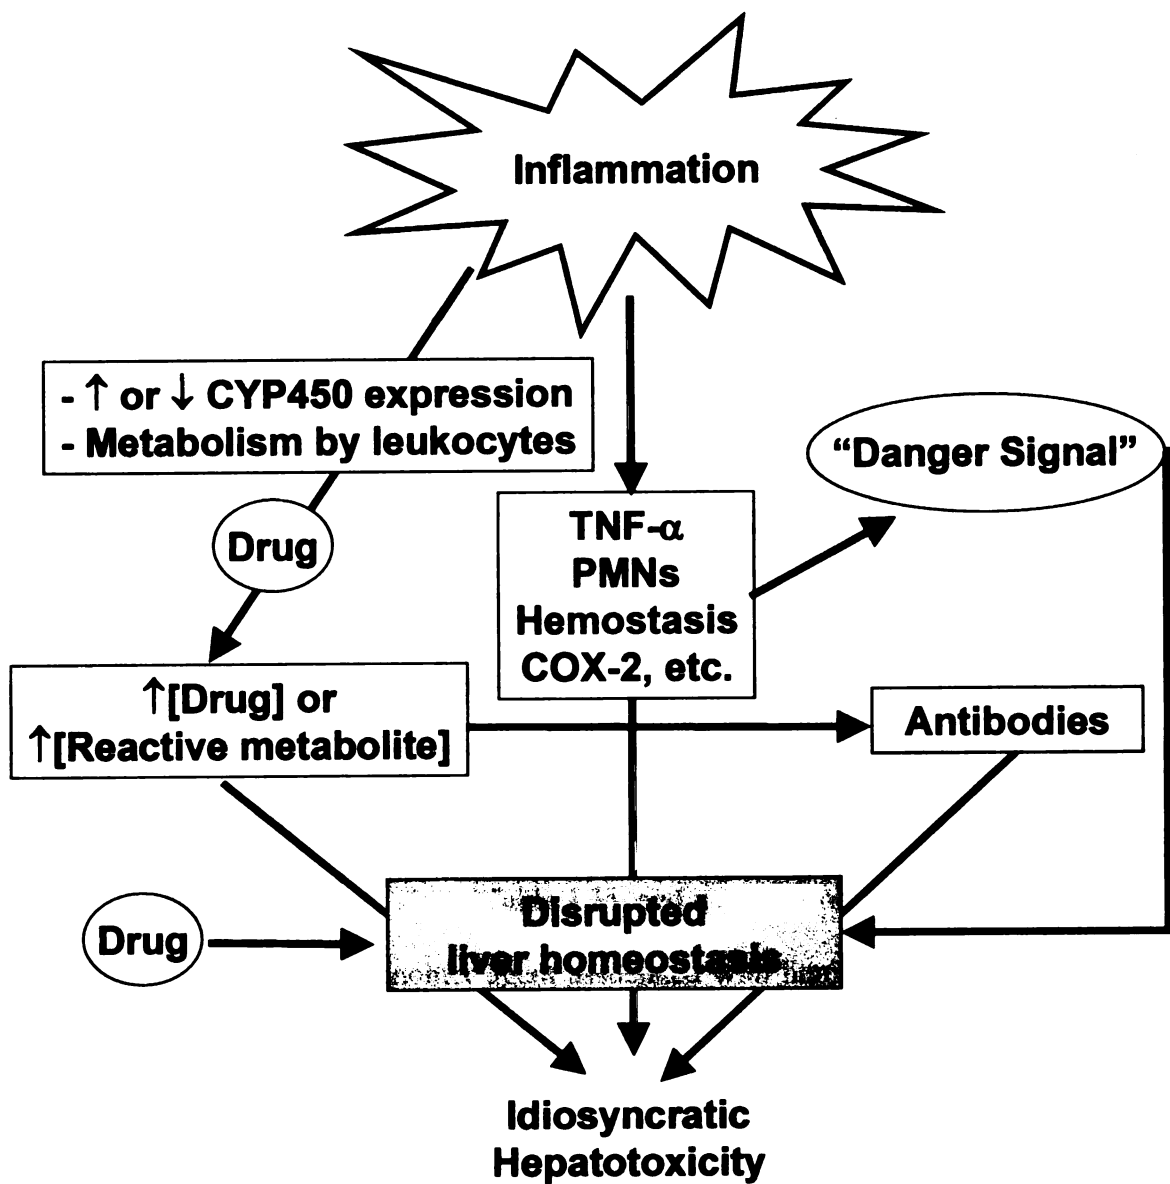 Inflammation
- ↑ or ↓ CYP450 expression
- Metabolism by leukocytes
“Danger Signal”
Drug
TNF-α
PMNs
Hemostasis
COX-2, etc.
↑[Drug] or
↑[Reactive metabolite]
Antibodies
Disrupted
liver homeostasis
Drug
Idiosyncratic
Hepatotoxicity